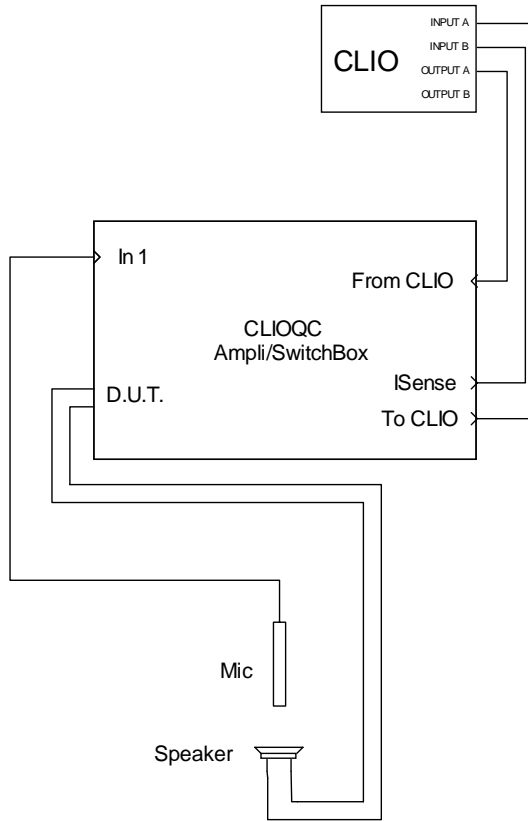 INPUT A
INPUT B
CLIO
OUTPUT A
OUTPUT B
In 1
From CLIO
CLIOQC
Ampli/SwitchBox
ISense
D.U.T.
To CLIO
Mic
Speaker